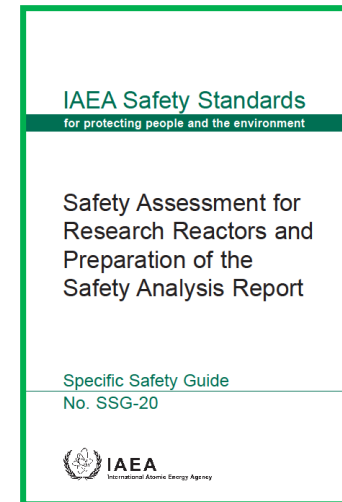 IAEA Safety Standards
for protecting people and the environment
Safety Assessment for
Research Reactors and
Preparation of the
Safety Analysis Report
Specific Safety Guide
No. SSG-20
IAEA
International Atomic Energy Agency